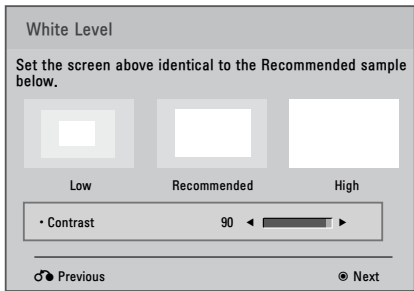 White Level
Set the screen above identical to the Recommended sample
below.
Low Recommended High
• Contrast 90 ◄ ►
Previous ◉ Next